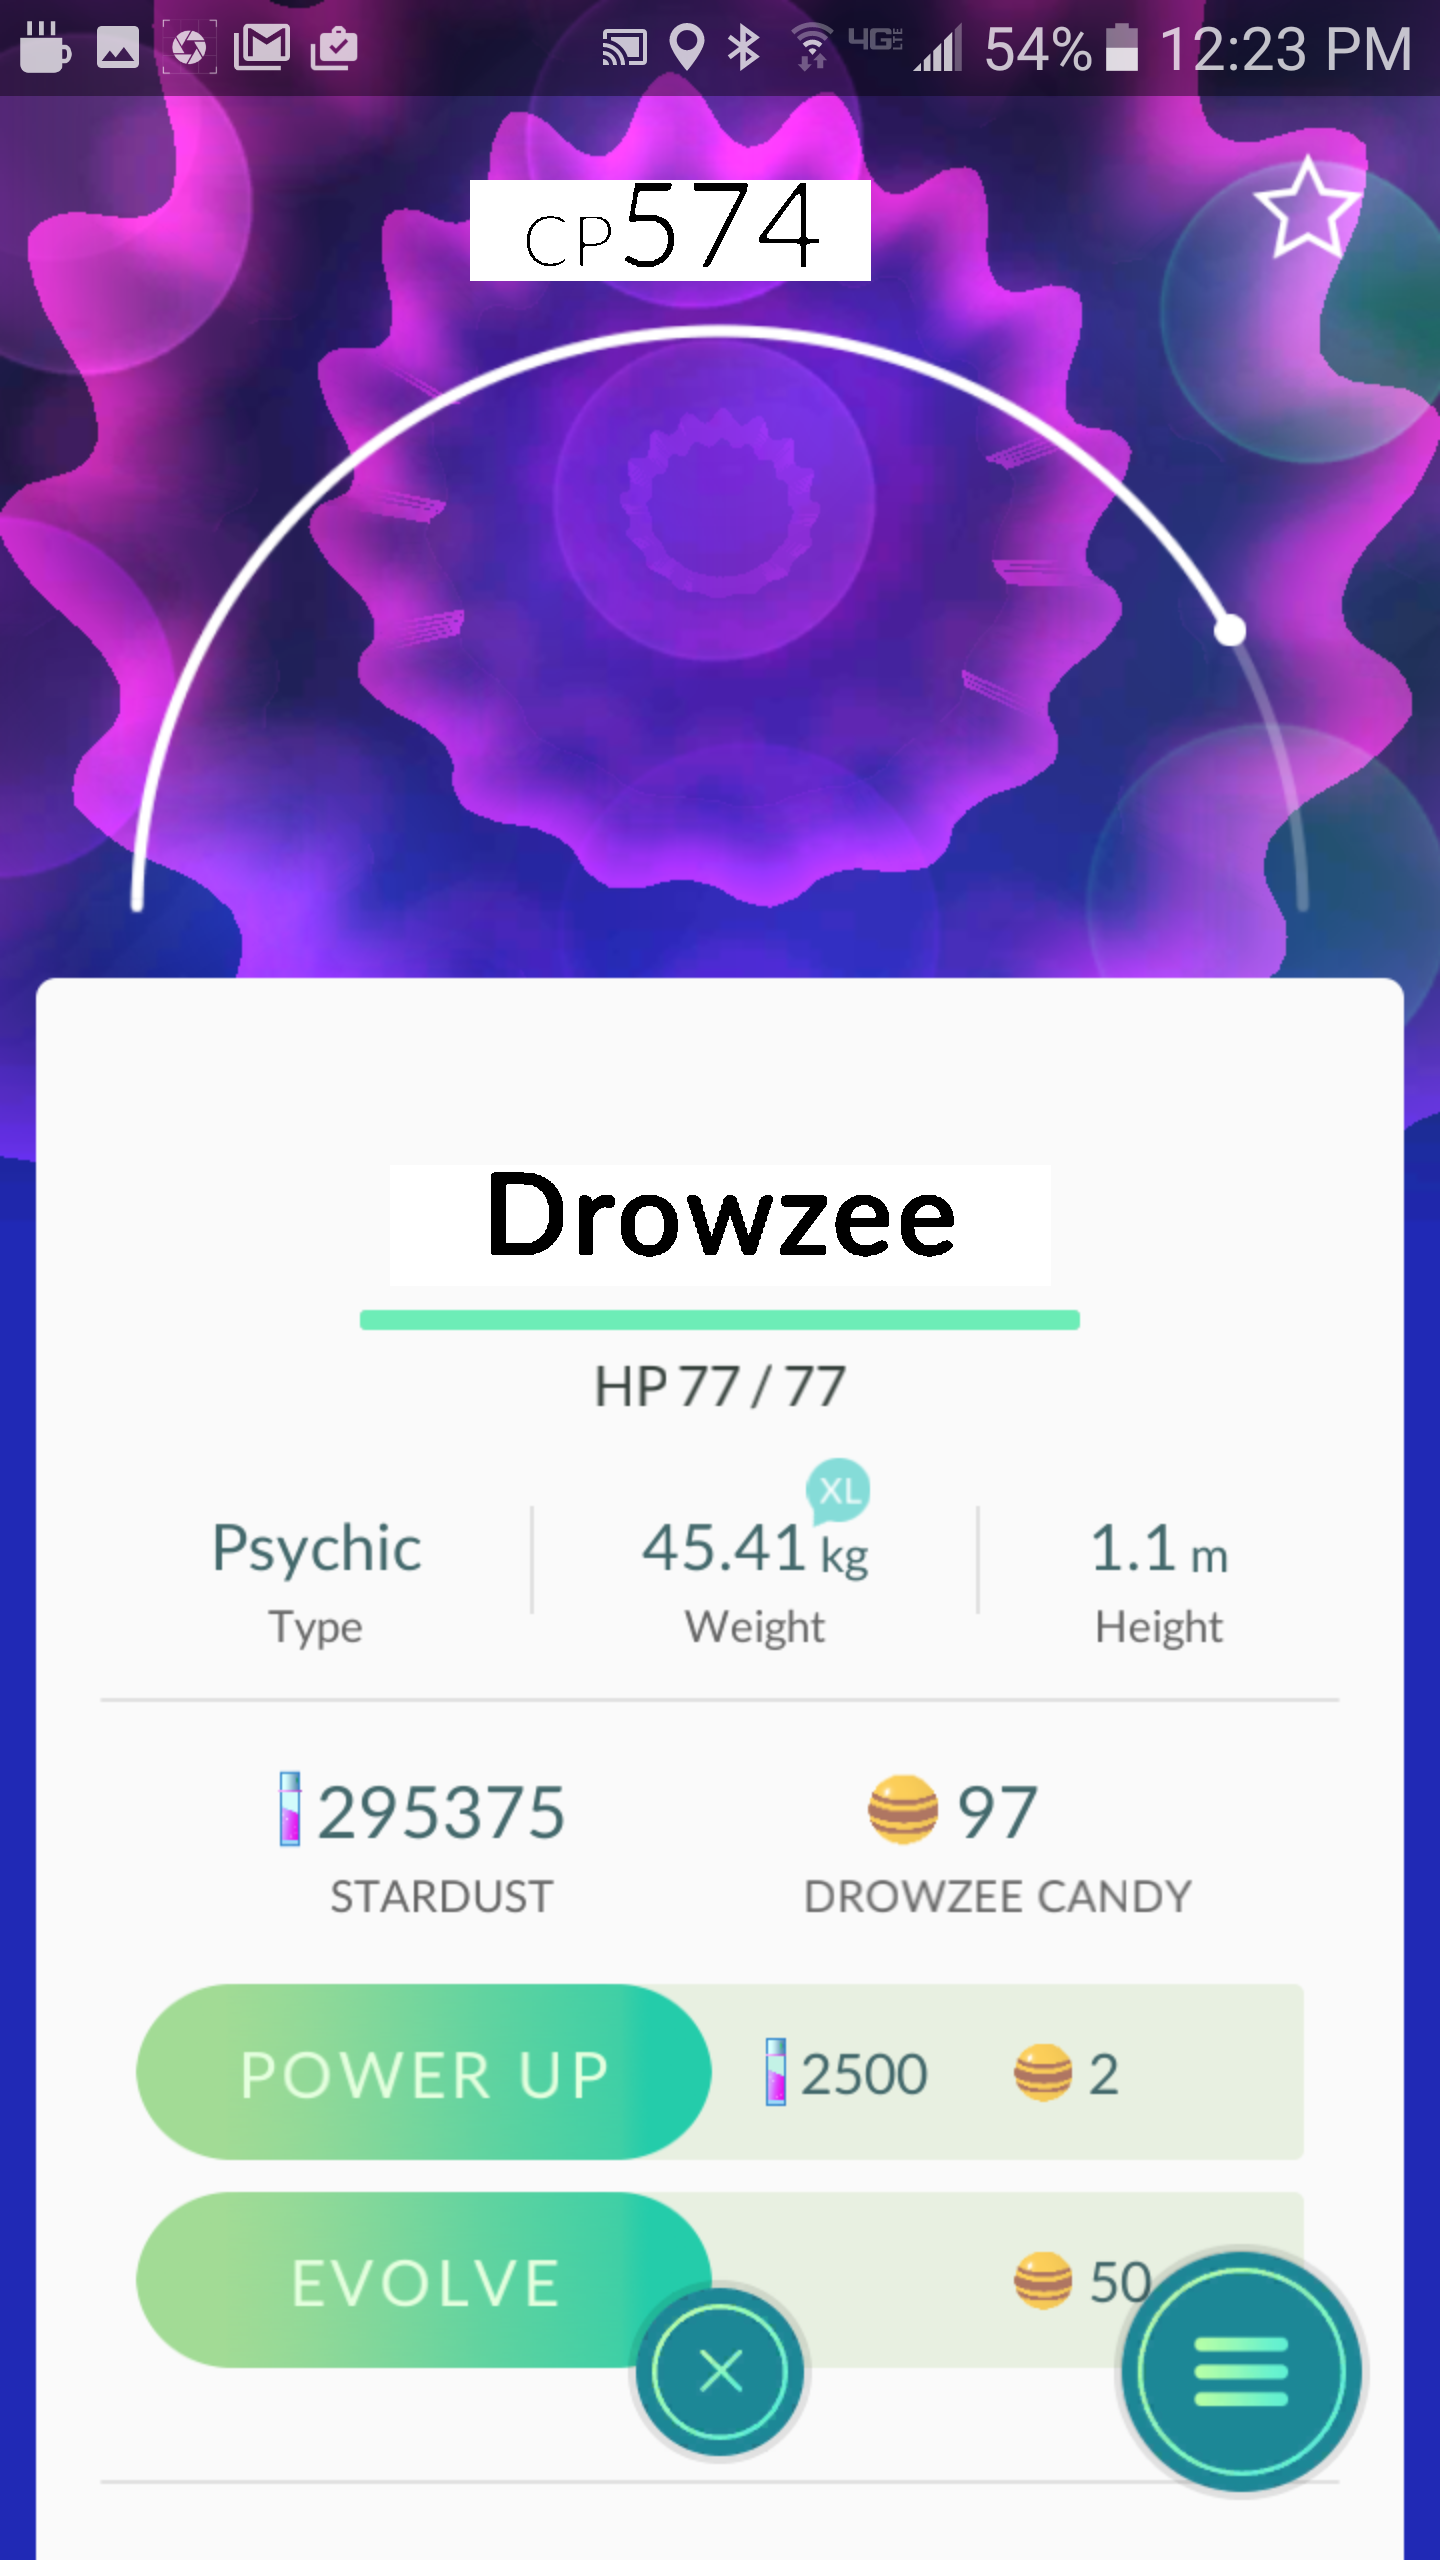 4G LTE 54% 12:23 PM
CP574
Drowzee
HP 77 / 77
XL
Psychic 45.41 kg 1.1 m
Type Weight Height
295375 97
STARDUST DROWZEE CANDY
POWER UP 2500 2
EVOLVE 50